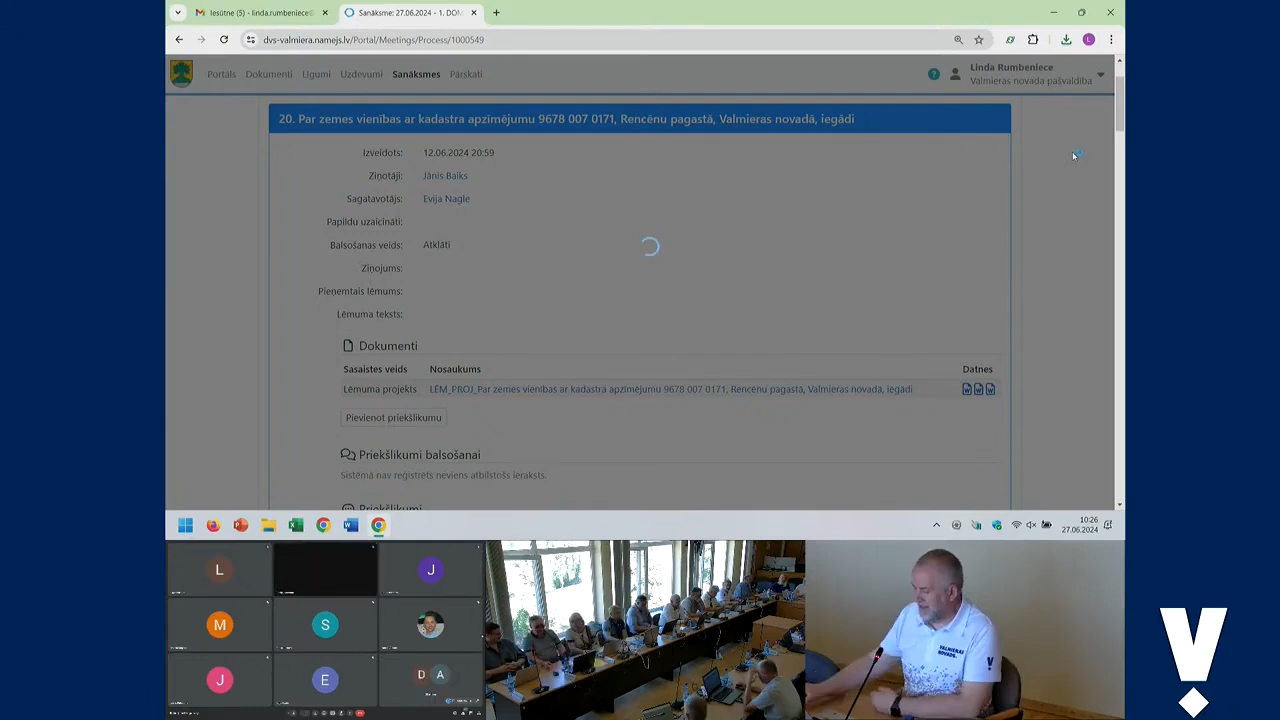 Iesūtne (5) - linda.rumbeniece@
Sanāksme: 27.06.2024 - 1. DOM
dvs-valmiera.namejs.lv/Portal/Meetings/Process/1000549
L
Portāls
Dokumenti
Līgumi
Uzdevumi
Sanāksmes
Pārskati
?
Linda Rumbeniece
Valmieras novada pašvaldība
20. Par zemes vienības ar kadastra apzīmējumu 9678 007 0171, Rencēnu pagastā, Valmieras novadā, iegādi
Izveidots: 12.06.2024 20:59
Ziņotāji: Jānis Baiks
Sagatavotājs: Evija Nagle
Papildu uzaicināti:
Balsošanas veids: Atklāti
Ziņojums:
Pieņemtais lēmums:
Lēmuma teksts:
Dokumenti
Sasaistes veids Nosaukums Datnes
Lēmuma projekts LĒM_PROJ_Par zemes vienības ar kadastra apzīmējumu 9678 007 0171, Rencēnu pagastā, Valmieras novadā, iegādi
Pievienot priekšlikumu
Priekšlikumi balsošanai
Sistēmā nav reģistrēts neviens atbilstošs ieraksts.
Priekšlikumi
10:26
27.06.2024
L
J
M
S
J
E
D A
VALMIERAS
NOVADS.